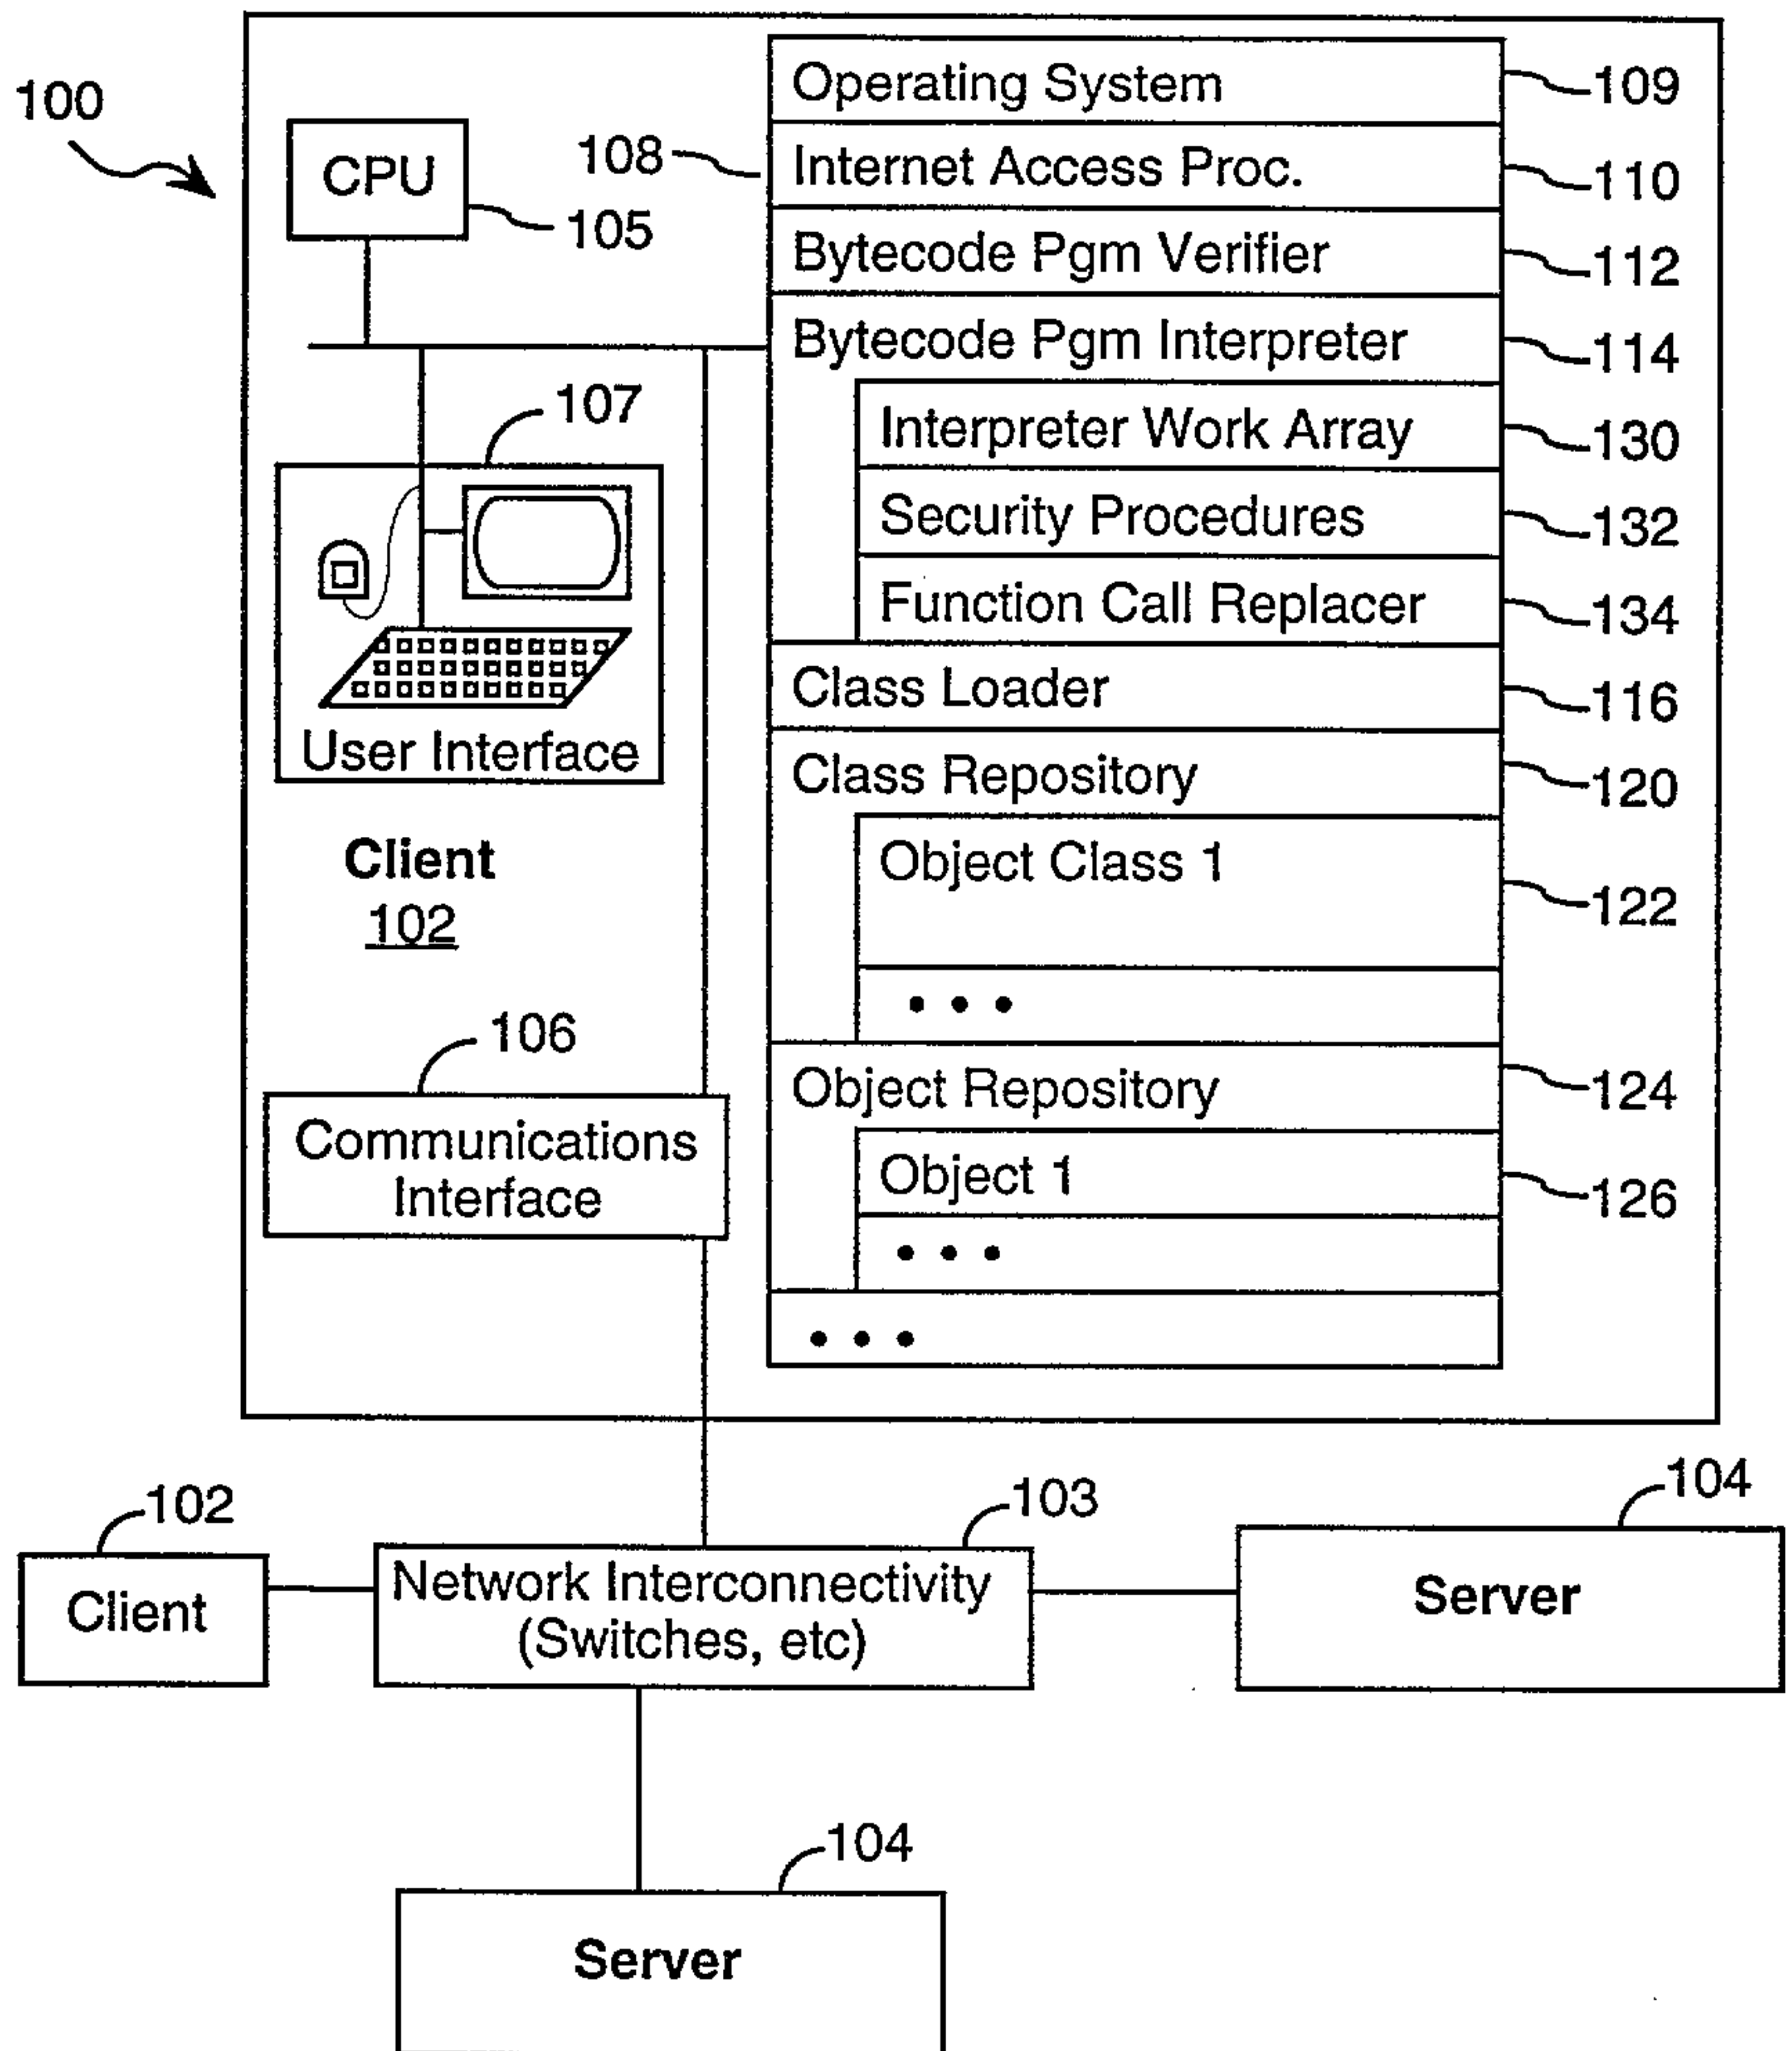 100
CPU
105
108
Operating System
109
Internet Access Proc.
110
Bytecode Pgm Verifier
112
Bytecode Pgm Interpreter
114
107
Interpreter Work Array
130
Security Procedures
132
Function Call Replacer
134
User Interface
Class Loader
116
Class Repository
120
Client
102
Object Class 1
122
• • •
106
Communications
Interface
Object Repository
124
Object 1
126
• • •
• • •
102
Client
103
Network Interconnectivity
(Switches, etc)
104
Server
104
Server